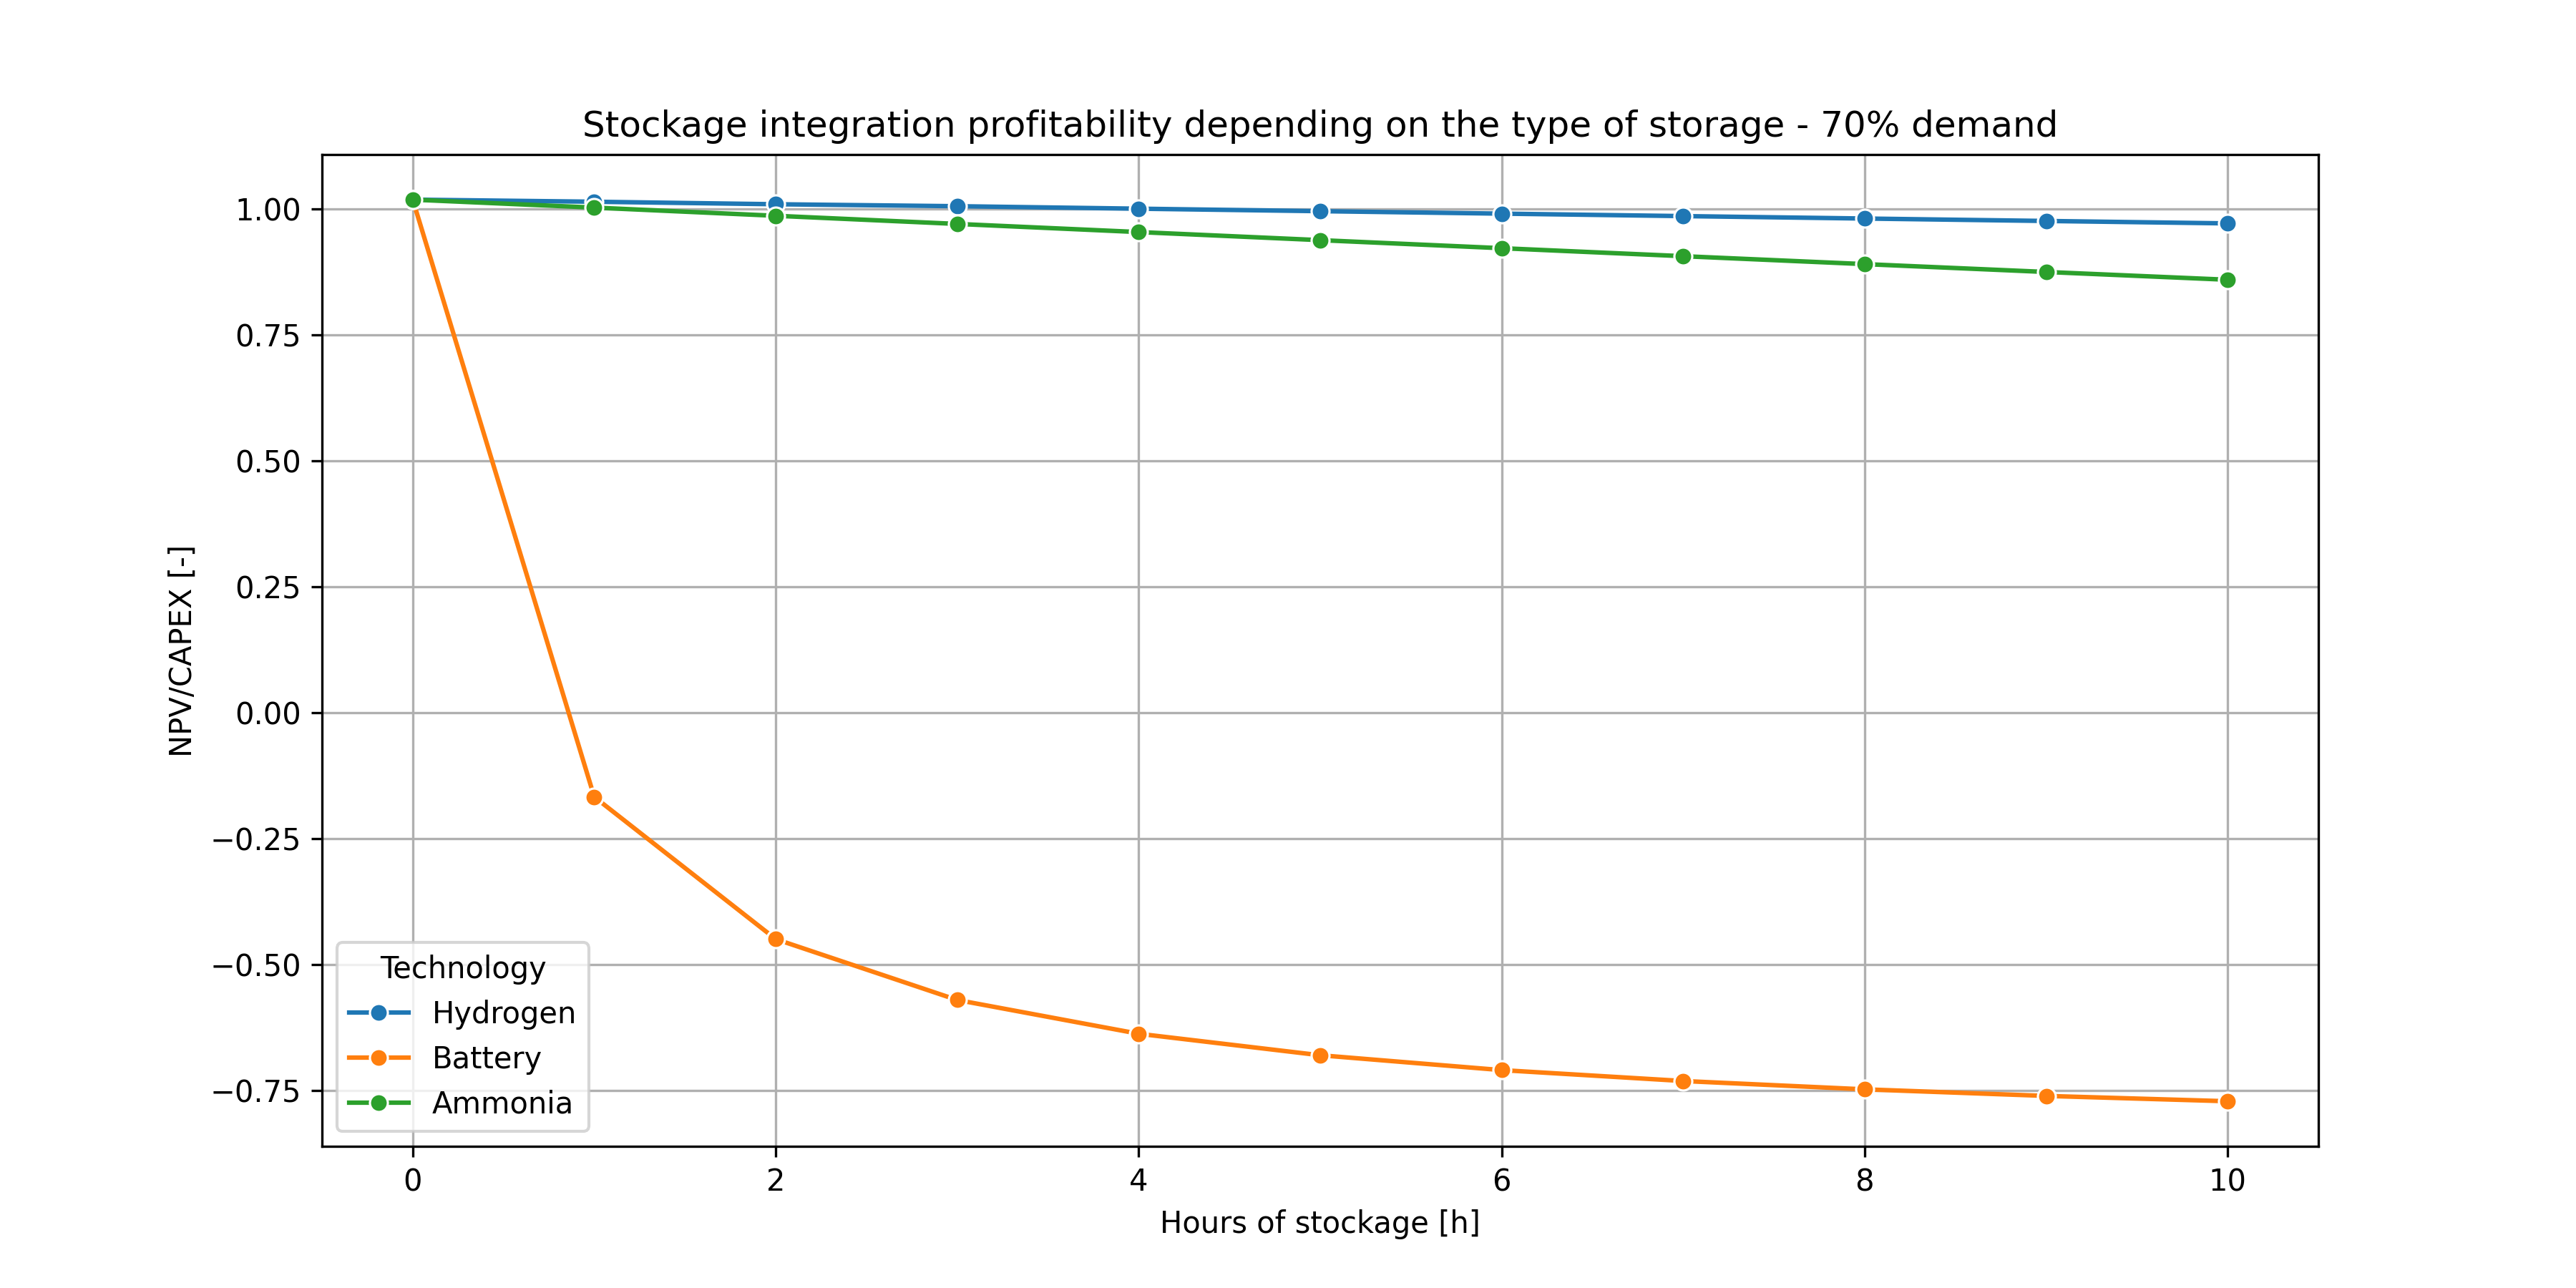 Stockage integration profitability depending on the type of storage - 70% demand
1.00
0.75
0.50
0.25
0.00
−0.25
−0.50
−0.75
NPV/CAPEX [-]
Technology
Hydrogen
Battery
Ammonia
0 2 4 6 8 10
Hours of stockage [h]